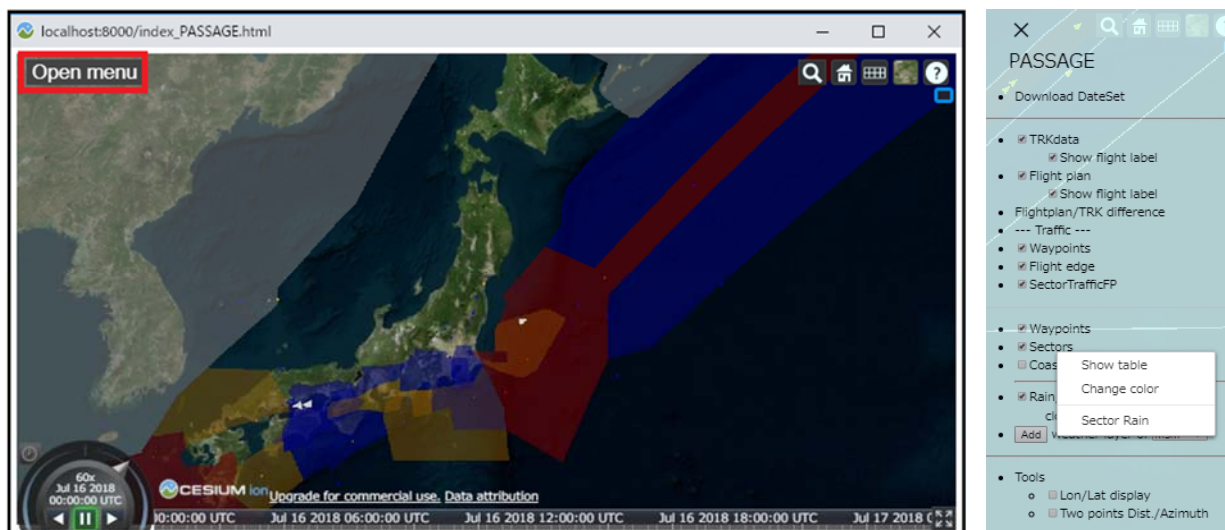 localhost:8000/index_PASSAGE.html
Open menu
?
60x
Jul 16 2018
00:00:00 UTC
CESIUM ion Upgrade for commercial use. Data attribution
00:00:00 UTC Jul 16 2018 06:00:00 UTC Jul 16 2018 12:00:00 UTC Jul 16 2018 18:00:00 UTC Jul 17 2018
PASSAGE
Download DateSet
TRKdata
Show flight label
Flight plan
Show flight label
Flightplan/TRK difference
--- Traffic ---
Waypoints
Flight edge
SectorTrafficFP
Waypoints
Sectors
Coas
Show table
Change color
Rain
Sector Rain
Add
Tools
Lon/Lat display
Two points Dist./Azimuth